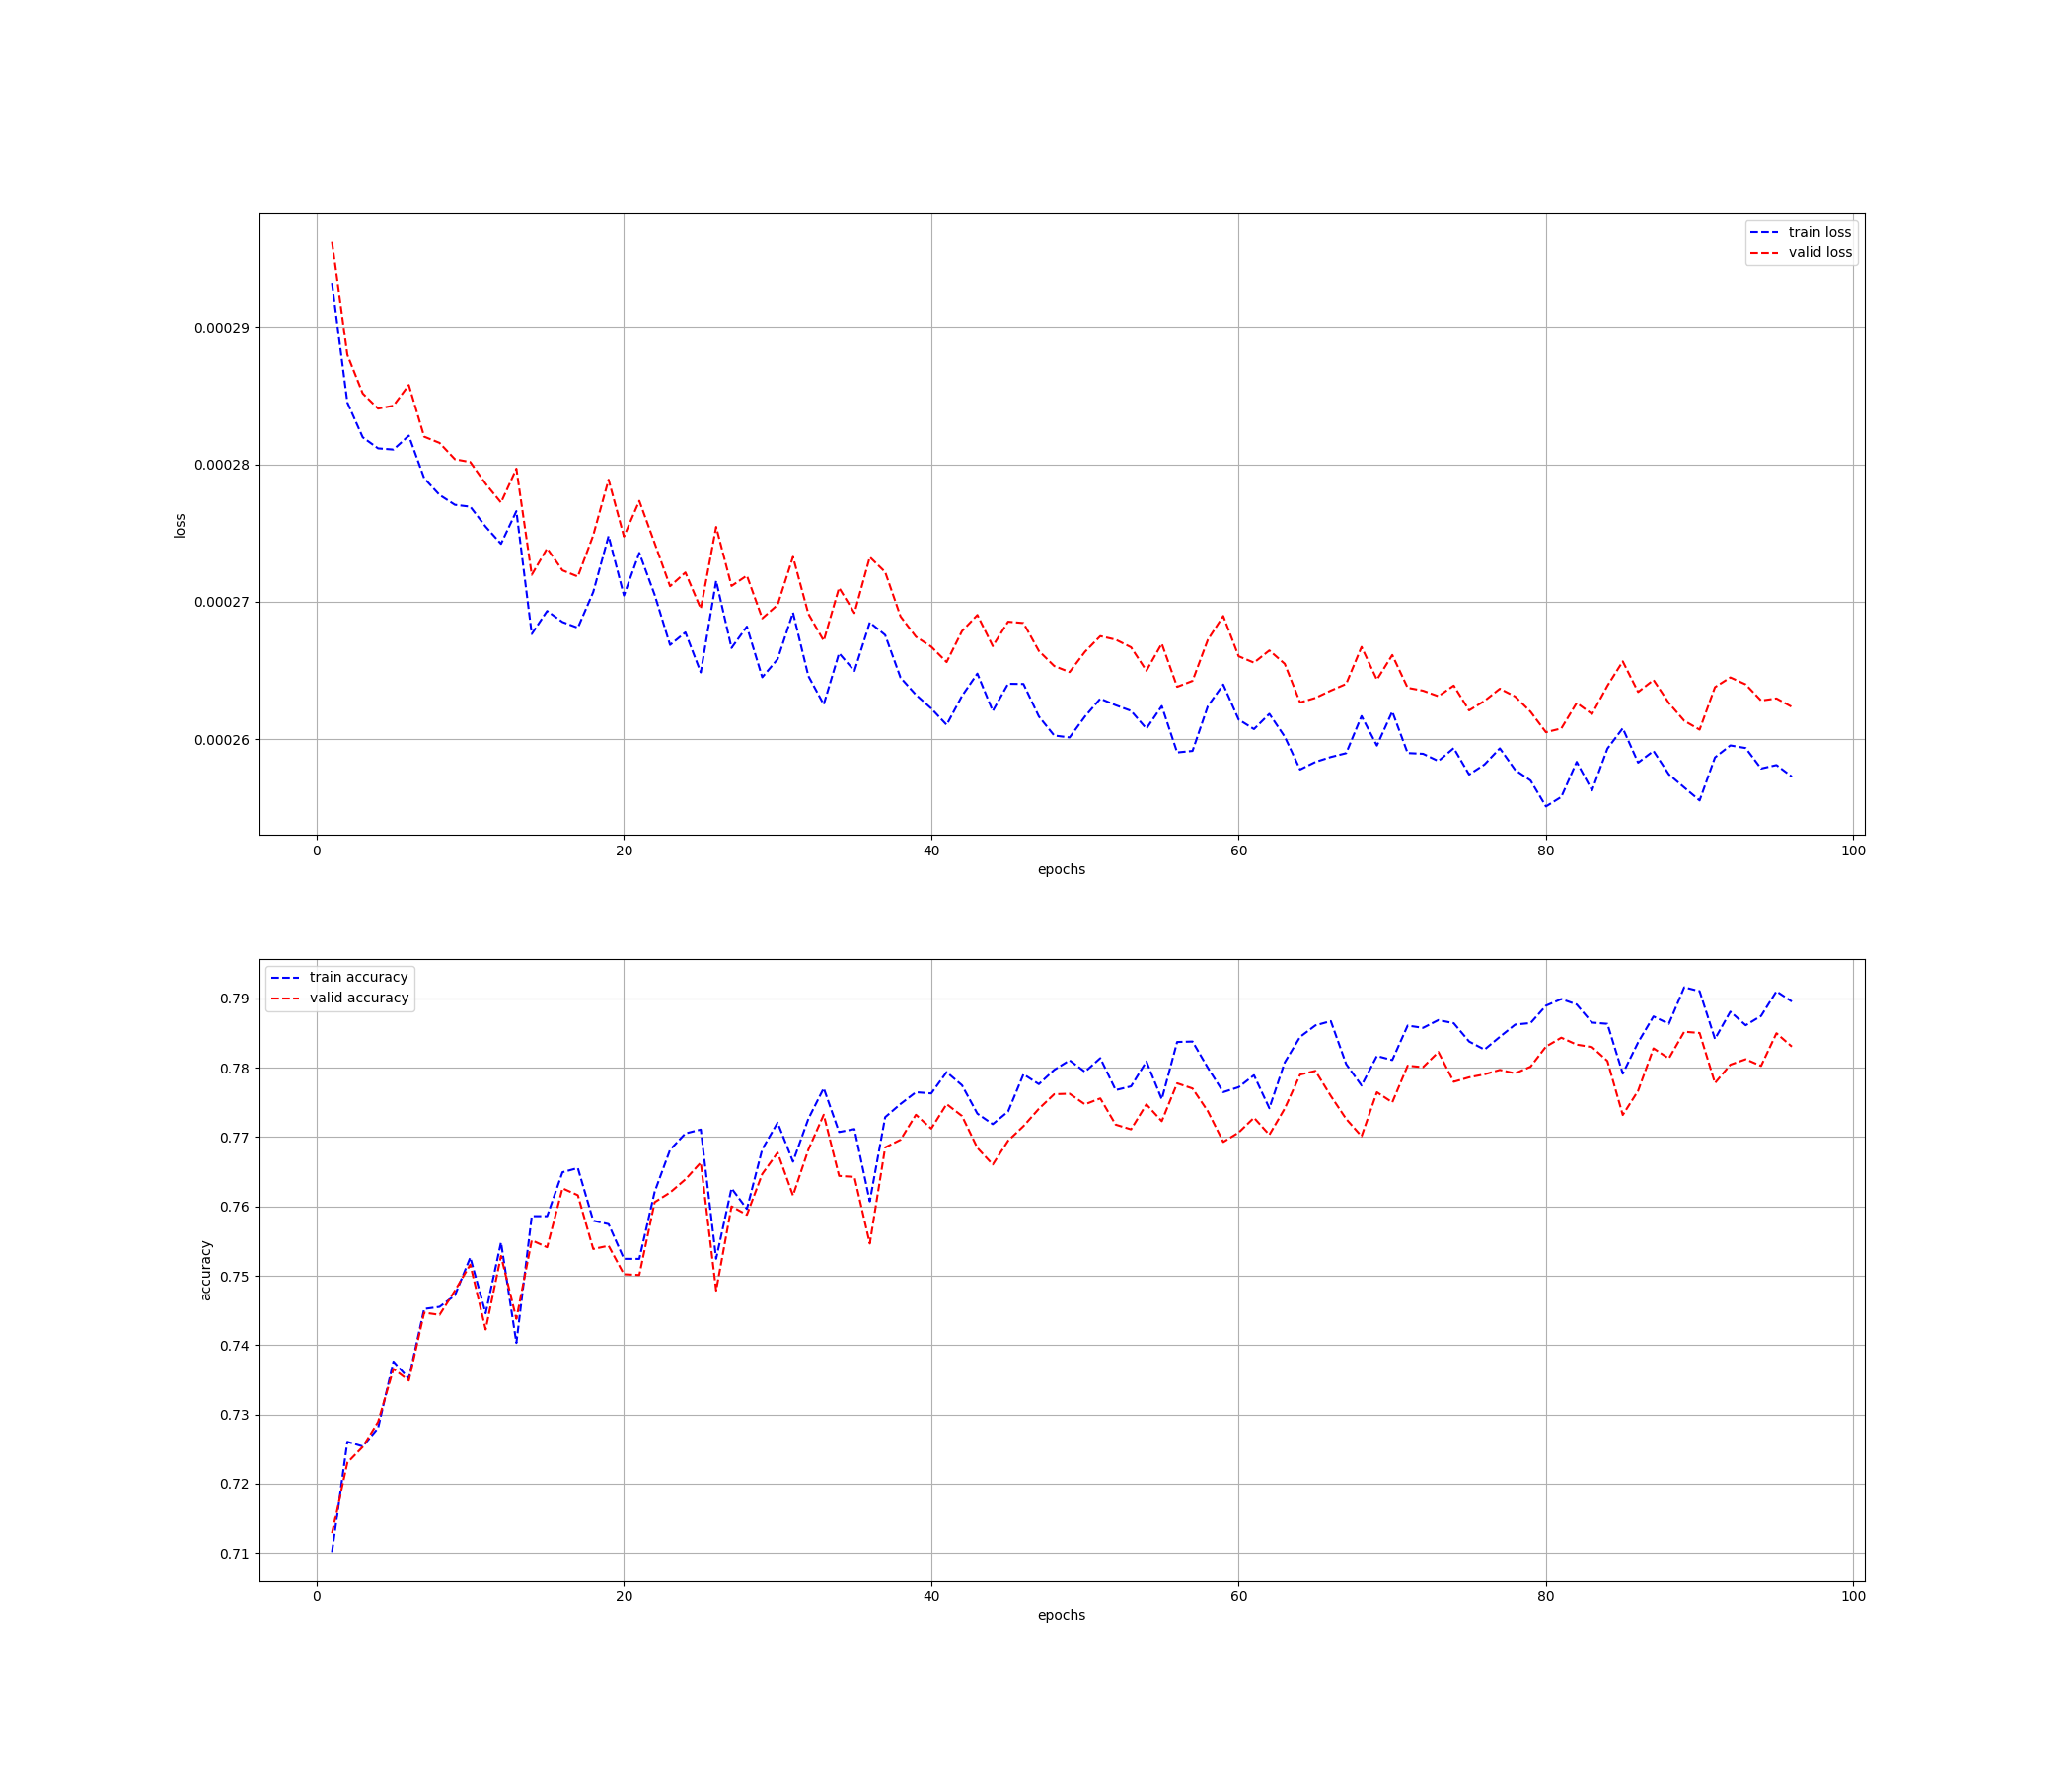 train loss
valid loss
0.00029
0.00028
0.00027
0.00026
loss
0 20 40 60 80 100
epochs
train accuracy
valid accuracy
0.79
0.78
0.77
0.76
0.75
0.74
0.73
0.72
0.71
accuracy
0 20 40 60 80 100
epochs